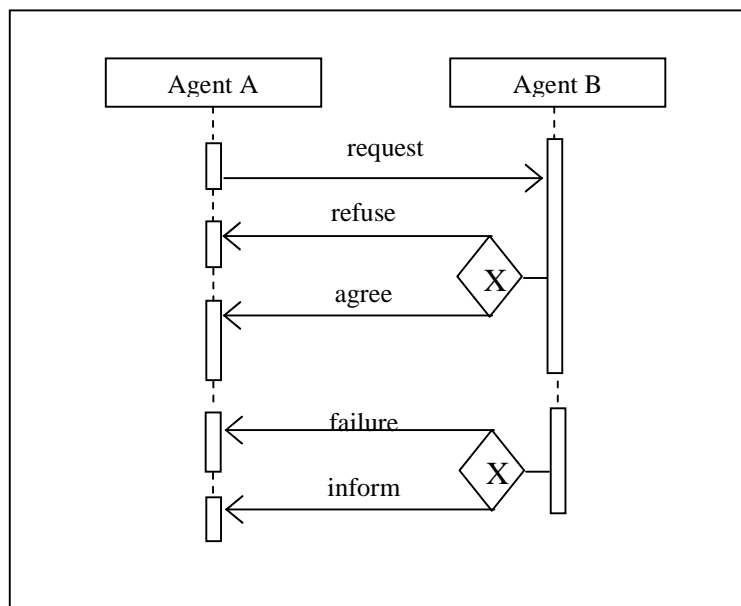 Agent A
Agent B
request
refuse
X
agree
failure
X
inform